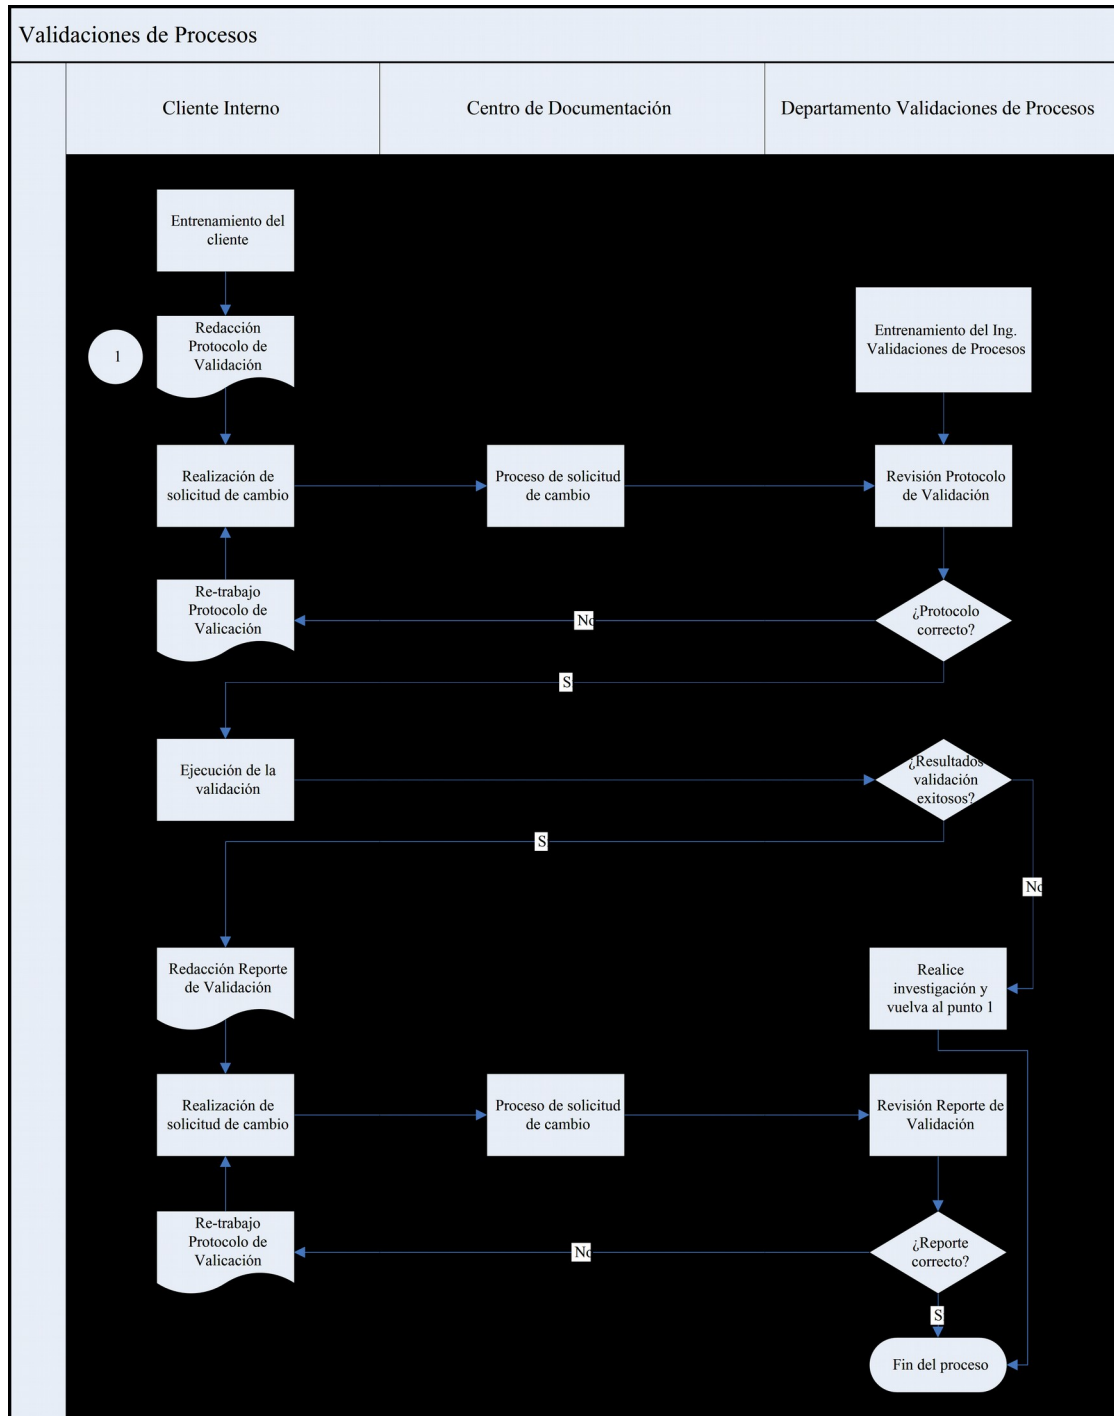 Validaciones de Procesos
Cliente Interno
Centro de Documentación
Departamento Validaciones de Procesos
Entrenamiento del
cliente
Redacción
Protocolo de
Validación
1
Entrenamiento del Ing.
Validaciones de Procesos
Realización de
solicitud de cambio
Proceso de solicitud
de cambio
Revisión Protocolo
de Validación
Re-trabajo
Protocolo de
Valicación
No
¿Protocolo
correcto?
S
Ejecución de la
validación
¿Resultados
validación
exitosos?
S
No
Redacción Reporte
de Validación
Realice
investigación y
vuelva al punto 1
Realización de
solicitud de cambio
Proceso de solicitud
de cambio
Revisión Reporte de
Validación
Re-trabajo
Protocolo de
Valicación
No
¿Reporte
correcto?
S
Fin del proceso